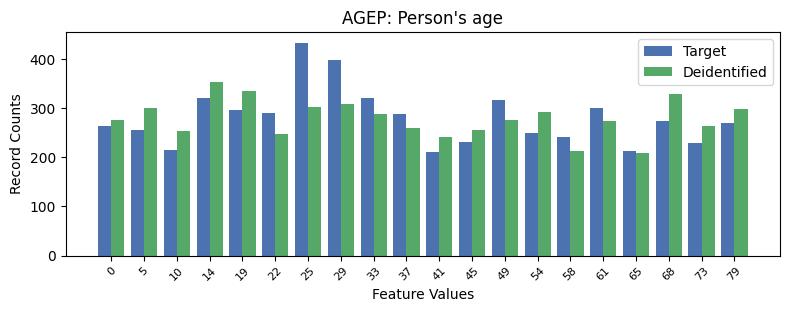 AGEP: Person's age
Target
Deidentified
Record Counts
400
300
200
100
0
0 5 10 14 19 22 25 29 33 37 41 45 49 54 58 61 65 68 73 79
Feature Values